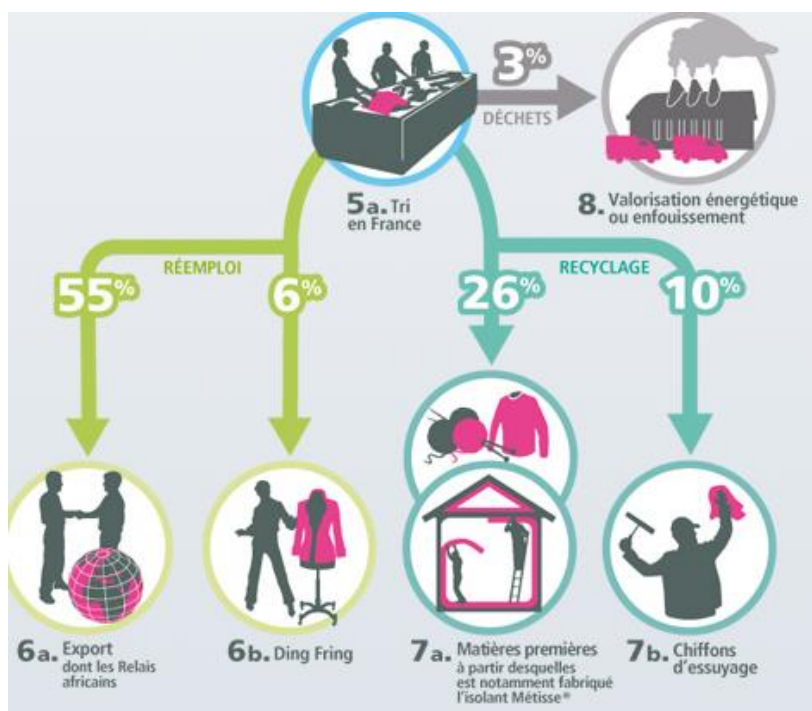 3%
DÉCHETS
5a. Tri
en France
8. Valorisation énergétique
ou enfouissement
RÉEMPLOI
RECYCLAGE
55%
6%
26%
10%
6a. Export
dont les Relais
africains
6b. Ding Fring
7a. Matières premières
à partir desquelles
est notamment fabriqué
l'isolant Métisse®
7b. Chiffons
d'essuyage